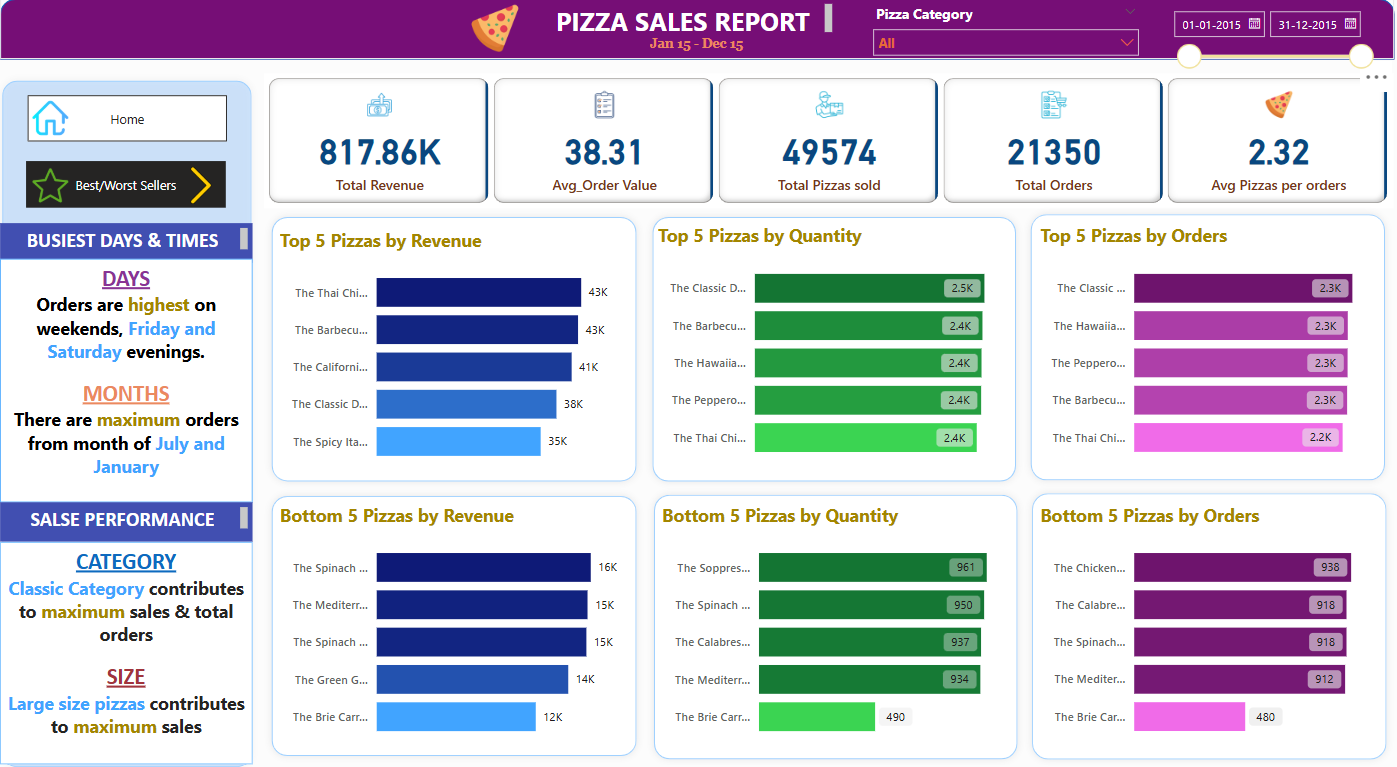 PIZZA SALES REPORT
Jan 15 - Dec 15
Pizza Category
All
01-01-2015
31-12-2015
Home
Best/Worst Sellers
817.86K
Total Revenue
38.31
Avg_Order Value
49574
Total Pizzas sold
21350
Total Orders
2.32
Avg Pizzas per orders
BUSIEST DAYS & TIMES
DAYS
Orders are highest on
weekends, Friday and
Saturday evenings.
MONTHS
There are maximum orders
from month of July and
January
SALSE PERFORMANCE
CATEGORY
Classic Category contributes
to maximum sales & total
orders
SIZE
Large size pizzas contributes
to maximum sales
Top 5 Pizzas by Revenue
The Thai Chi... 43K
The Barbecu... 43K
The Californi... 41K
The Classic D... 38K
The Spicy Ita... 35K
Top 5 Pizzas by Quantity
The Classic D... 2.5K
The Barbecu... 2.4K
The Hawaiia... 2.4K
The Peppero... 2.4K
The Thai Chi... 2.4K
Top 5 Pizzas by Orders
The Classic ... 2.3K
The Hawaiia... 2.3K
The Peppero... 2.3K
The Barbecu... 2.3K
The Thai Chi... 2.2K
Bottom 5 Pizzas by Revenue
The Spinach ... 16K
The Mediterr... 15K
The Spinach ... 15K
The Green G... 14K
The Brie Carr... 12K
Bottom 5 Pizzas by Quantity
The Soppres... 961
The Spinach ... 950
The Calabres... 937
The Mediterr... 934
The Brie Carr... 490
Bottom 5 Pizzas by Orders
The Chicken... 938
The Calabre... 918
The Spinach... 918
The Mediter... 912
The Brie Car... 480